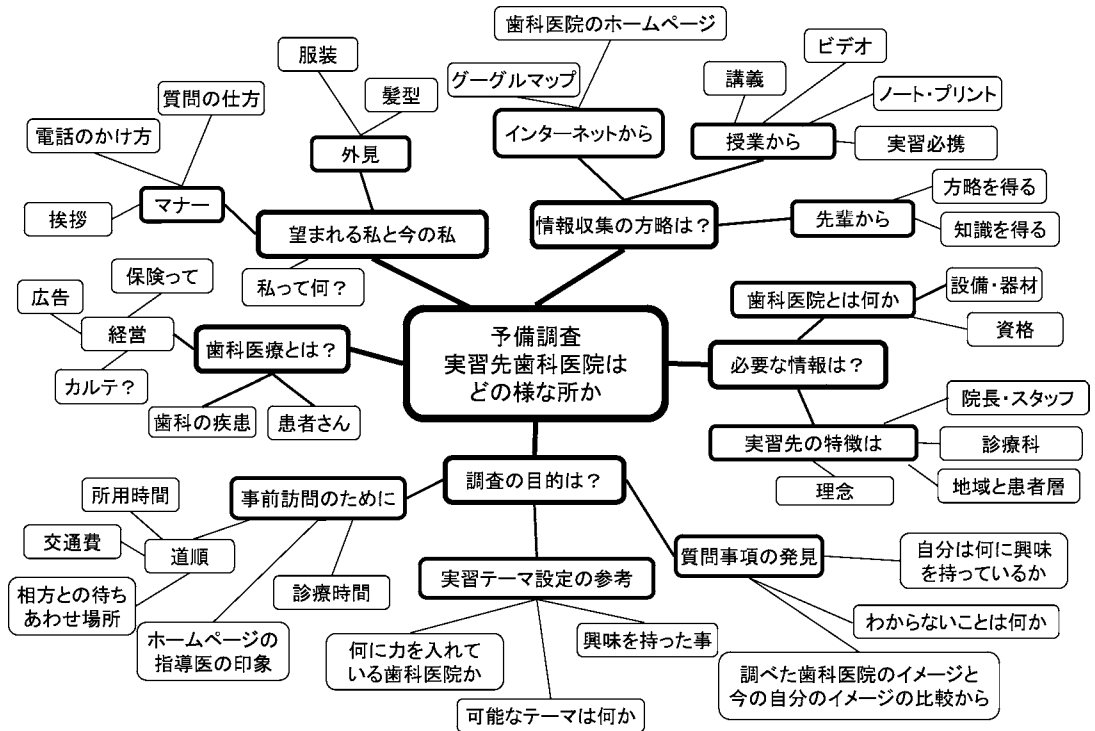 歯科医院のホームページ
服装
ビデオ
グーグルマップ
講義
質問の仕方
髪型
ノート・プリント
電話のかけ方
インターネットから
授業から
外見
実習必携
マナー
方略を得る
挨拶
望まれる私と今の私
情報収集の方略は？
先輩から
知識を得る
保険って
私って何？
歯科医院とは何か
設備・器材
広告
経営
資格
歯科医療とは？
予備調査
実習先歯科医院は
どの様な所か
必要な情報は？
カルテ？
歯科の疾患
患者さん
院長・スタッフ
実習先の特徴は
診療科
調査の目的は？
理念
地域と患者層
所用時間
事前訪問のために
交通費
道順
質問事項の発見
自分は何に興味
を持っているか
実習テーマ設定の参考
診療時間
相方との待ち
あわせ場所
わからないことは何か
ホームページの
指導医の印象
何に力を入れて
いる歯科医院か
興味を持った事
調べた歯科医院のイメージと
今の自分のイメージの比較から
可能なテーマは何か